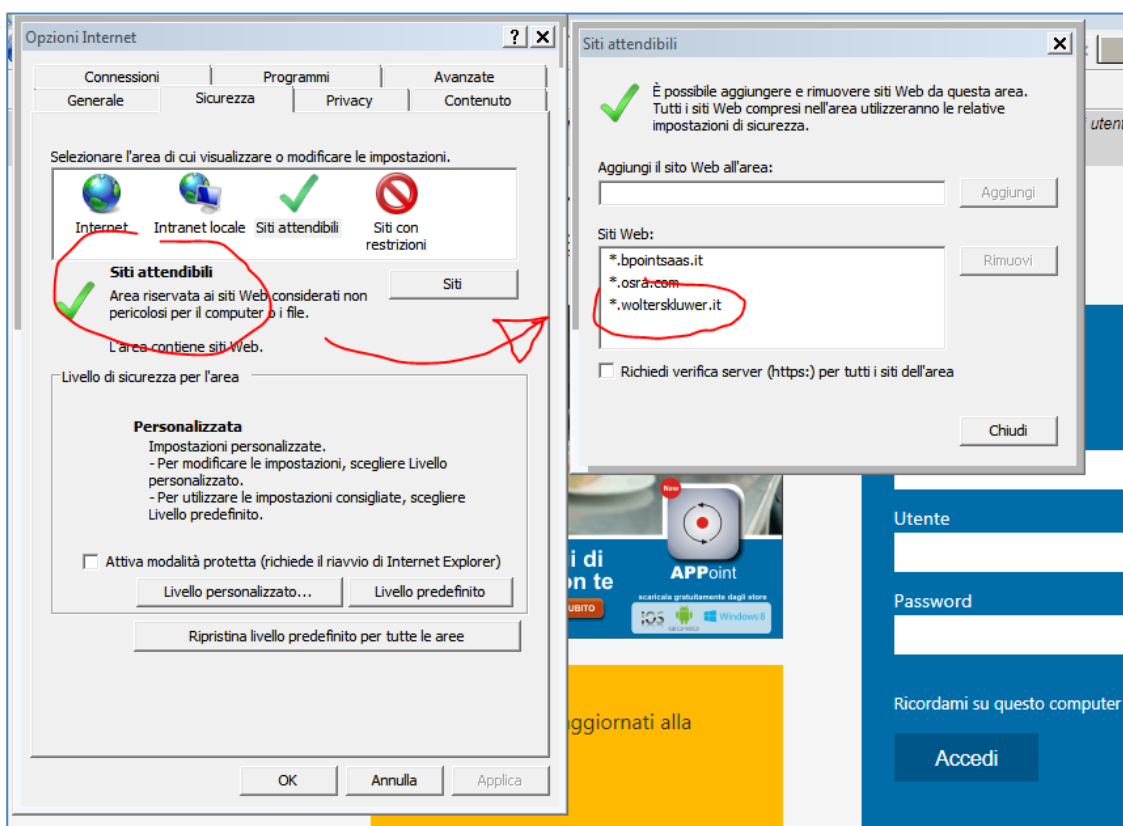 Opzioni Internet
Connessioni
Programmi
Avanzate
Generale
Sicurezza
Privacy
Contenuto
Selezionare l'area di cui visualizzare o modificare le impostazioni.
Internet
Intranet locale
Siti attendibili
Siti con
restrizioni
Siti attendibili
Area riservata ai siti Web considerati non
pericolosi per il computer o i file.
L'area contiene siti Web.
Siti
Livello di sicurezza per l'area
Personalizzata
Impostazioni personalizzate.
- Per modificare le impostazioni, scegliere Livello
personalizzato.
- Per utilizzare le impostazioni consigliate, scegliere
Livello predefinito.
Attiva modalità protetta (richiede il riavvio di Internet Explorer)
Livello personalizzato...
Livello predefinito
Ripristina livello predefinito per tutte le aree
OK
Annulla
Applica
Siti attendibili
È possibile aggiungere e rimuovere siti Web da questa area.
Tutti i siti Web compresi nell'area utilizzeranno le relative
impostazioni di sicurezza.
Aggiungi il sito Web all'area:
Aggiungi
Siti Web:
*.bpointsaas.it
*.osra.com
*.wolterskluwer.it
Rimuovi
Richiedi verifica server (https:) per tutti i siti dell'area
Chiudi
New
i di
on te
UBITO
APPoint
scaricala gratuitamente dagli store
iOS
android
Windows 8
ggiornati alla
utent
Utente
Password
Ricordami su questo computer
Accedi